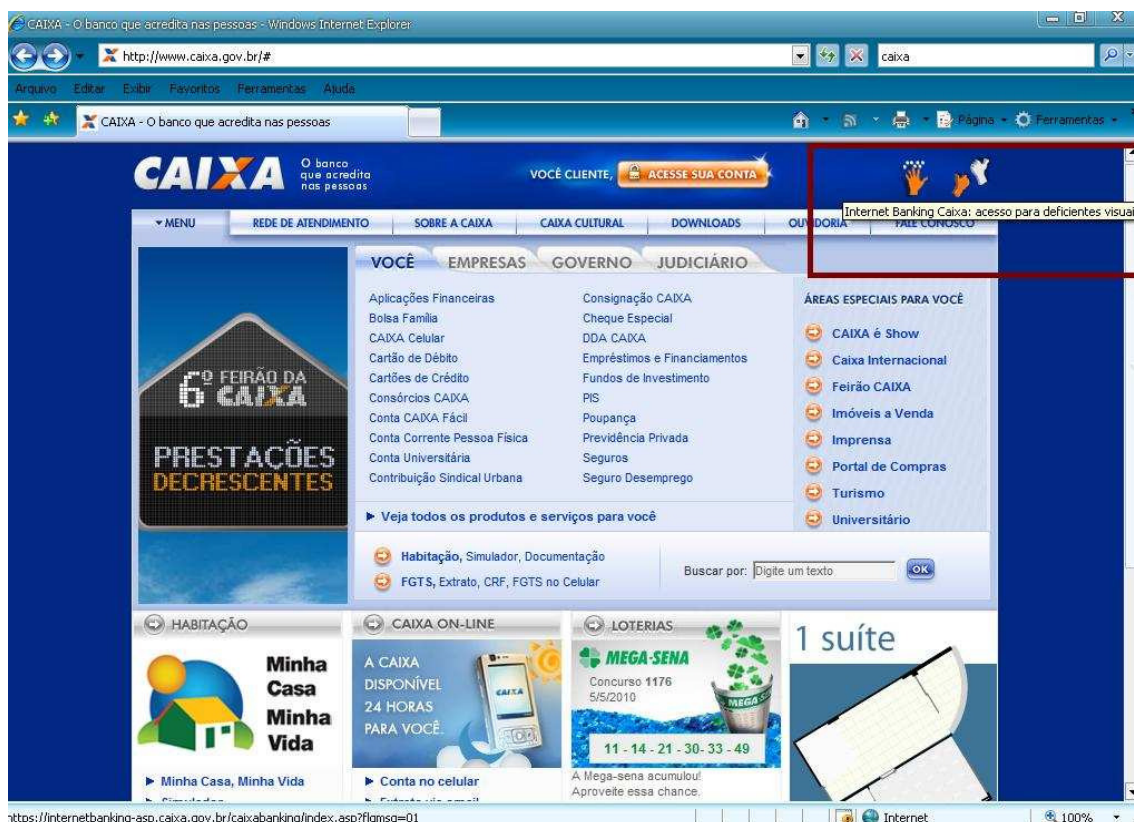 CAIXA - O banco que acredita nas pessoas - Windows Internet Explorer
http://www.caixa.gov.br/#
caixa
Arquivo Editar Exibir Favoritos Ferramentas Ajuda
CAIXA - O banco que acredita nas pessoas
Página Ferramentas
CAIXA
O banco
que acredita
nas pessoas
VOCÊ CLIENTE, ACESSE SUA CONTA
Internet Banking Caixa: acesso para deficientes visuai
MENU REDE DE ATENDIMENTO SOBRE A CAIXA CAIXA CULTURAL DOWNLOADS OUVIDORIA FALE CONOSCO
VOCÊ EMPRESAS GOVERNO JUDICIÁRIO
Aplicações Financeiras
Bolsa Família
CAIXA Celular
Cartão de Débito
Cartões de Crédito
Consórcios CAIXA
Conta CAIXA Fácil
Conta Corrente Pessoa Física
Conta Universitária
Contribuição Sindical Urbana
Consignação CAIXA
Cheque Especial
DDA CAIXA
Empréstimos e Financiamentos
Fundos de Investimento
PIS
Poupança
Previdência Privada
Seguros
Seguro Desemprego
Veja todos os produtos e serviços para você
ÁREAS ESPECIAIS PARA VOCÊ
CAIXA é Show
Caixa Internacional
Feirão CAIXA
Imóveis a Venda
Imprensa
Portal de Compras
Turismo
Universitário
6º FEIRÃO DA
CAIXA
PRESTAÇÕES
DECRESCENTES
Habitação, Simulador, Documentação
FGTS, Extrato, CRF, FGTS no Celular
Buscar por: Digite um texto OK
HABITAÇÃO
Minha
Casa
Minha
Vida
Minha Casa, Minha Vida
Simulador
CAIXA ON-LINE
A CAIXA
DISPONÍVEL
24 HORAS
PARA VOCÊ.
CAIXA
Conta no celular
Extrato via email
LOTERIAS
MEGA-SENA
Concurso 1176
5/5/2010
MEGA-S
11 - 14 - 21 - 30 - 33 - 49
A Mega-sena acumulou!
Aproveite essa chance.
1 suíte
https://internetbanking-asp.caixa.gov.br/caixabanking/index.asp?flgmsg=01
Internet
100%